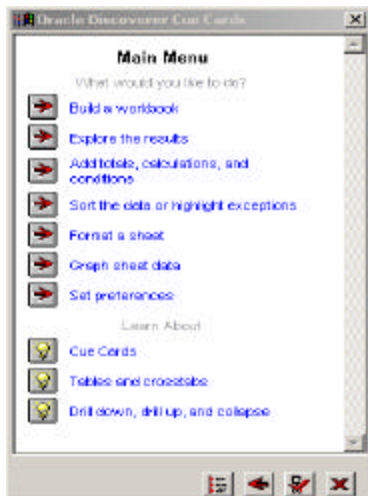 Oracle Discoverer Cue Cards
Main Menu
What would you like to do?
Build a workbook
Explore the results
Add totals, calculations, and
conditions
Sort the data or highlight exceptions
Format a sheet
Graph sheet data
Set preferences
Learn About
Cue Cards
Tables and crosstabs
Drill down, drill up, and collapse